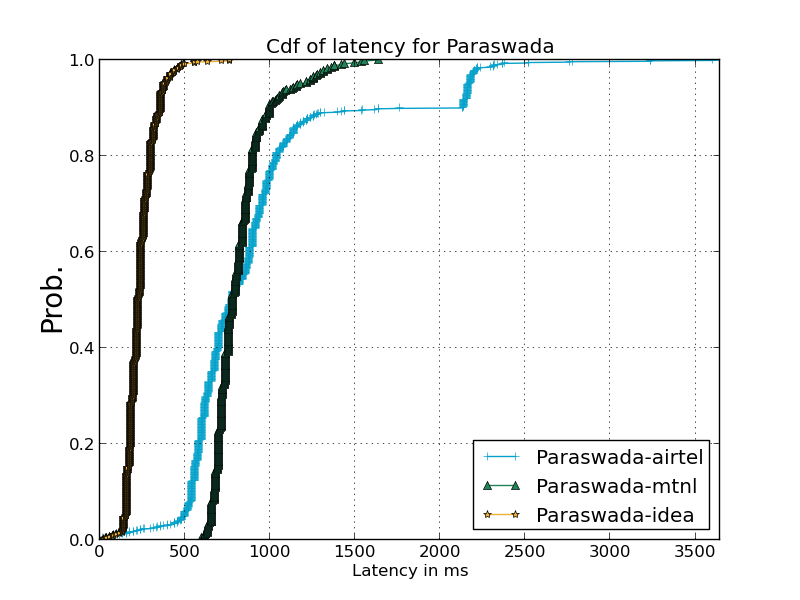 Cdf of latency for Paraswada
Prob.
1.0
0.8
0.6
0.4
0.2
0.0
0 500 1000 1500 2000 2500 3000 3500
Latency in ms
Paraswada-airtel
Paraswada-mtnl
Paraswada-idea